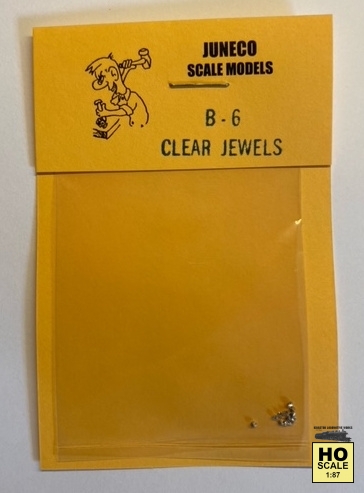 JUNECO
SCALE MODELS
B-6
CLEAR JEWELS
HO
SCALE
1:87